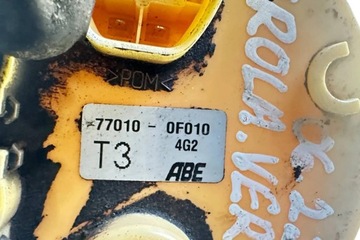 >POM<
77010 - 0F010
T3 4G2
ABE
ROLA.VER